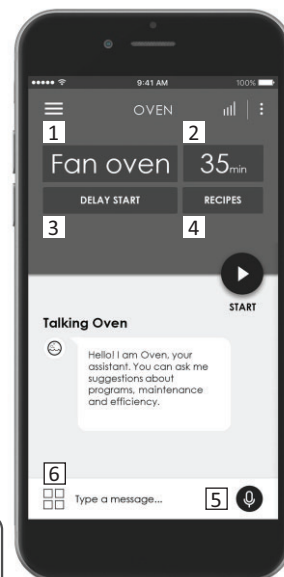 9:41 AM 100%
OVEN
1 2
Fan oven 35min
DELAY START RECIPES
3 4
START
Talking Oven
Hello! I am Oven, your
assistant. You can ask me
suggestions about
programs, maintenance
and efficiency.
6
Type a message... 5